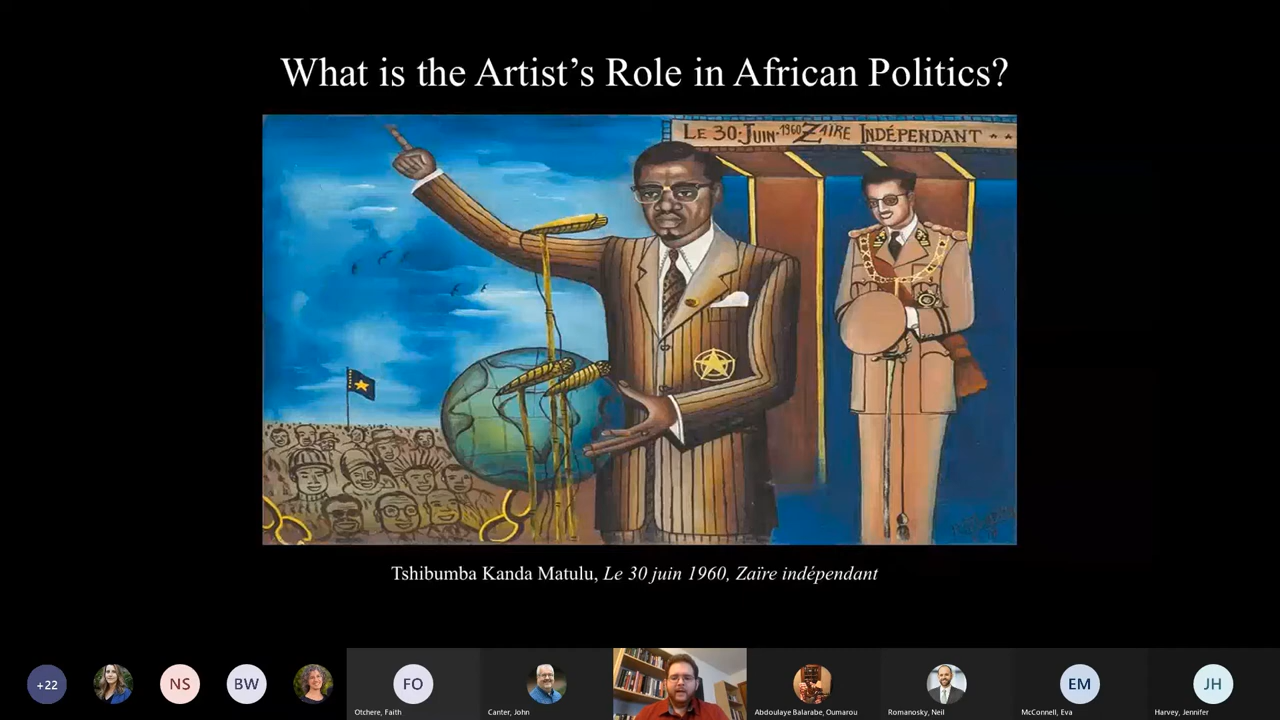 What is the Artist's Role in African Politics?
LE 30·JUIN·1960 ZAIRE INDÉPENDANT
Tshibumba Kanda Matulu, Le 30 juin 1960, Zaïre indépendant
+22
NS
BW
FO
EM
JH
Otchere, Faith
Canter, John
Abdoulaye Balarabe, Oumarou
Romanosky, Neil
McConnell, Eva
Harvey, Jennifer